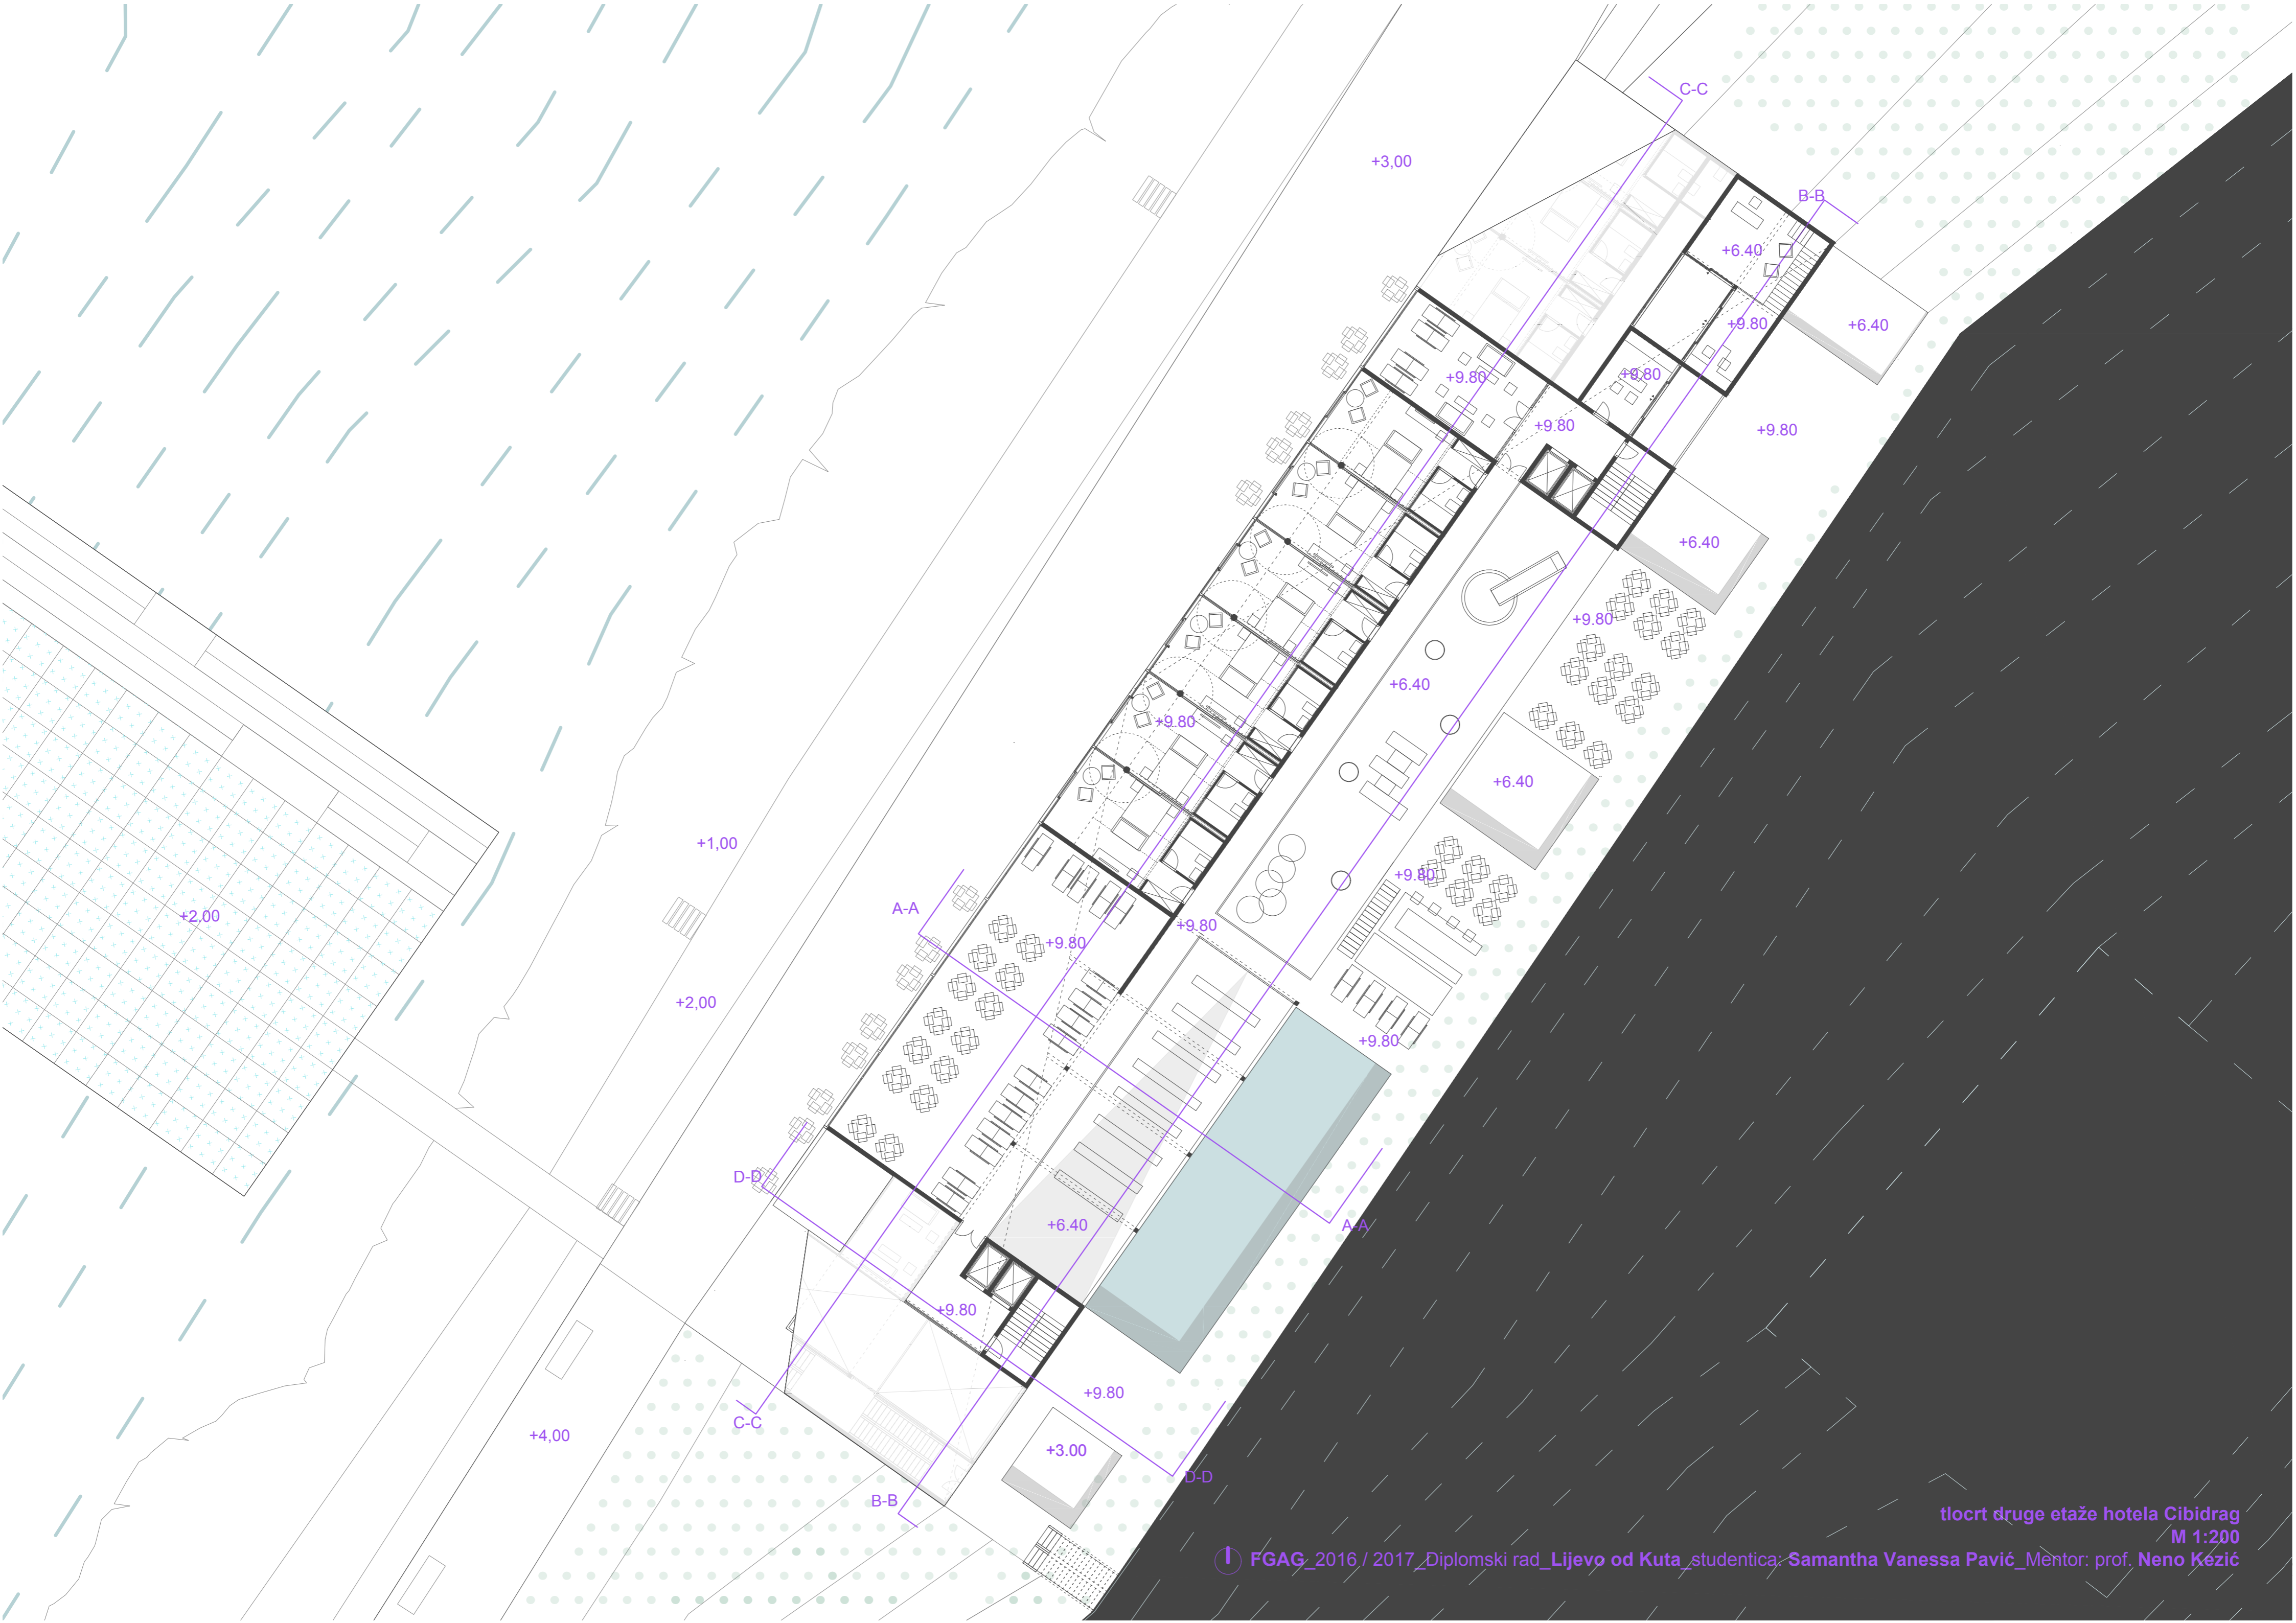 C-C
+3,00
B-B
+6.40
+9.80
+6.40
+9.80
+9.80
+9.80
+9.80
+6.40
+9.80
+6.40
+9.80
+6.40
+1,00
+9.80
A-A
+2,00
+9.80
+9.80
+2,00
+9.80
D-D
+6.40
A-A
+9.80
+9.80
C-C
+4,00
+3.00
D-D
B-B
tlocrt druge etaže hotela Cibidrag
M 1:200
FGAG_2016 / 2017_Diplomski rad_Lijevo od Kuta_studentica: Samantha Vanessa Pavić_Mentor: prof. Neno Kezić